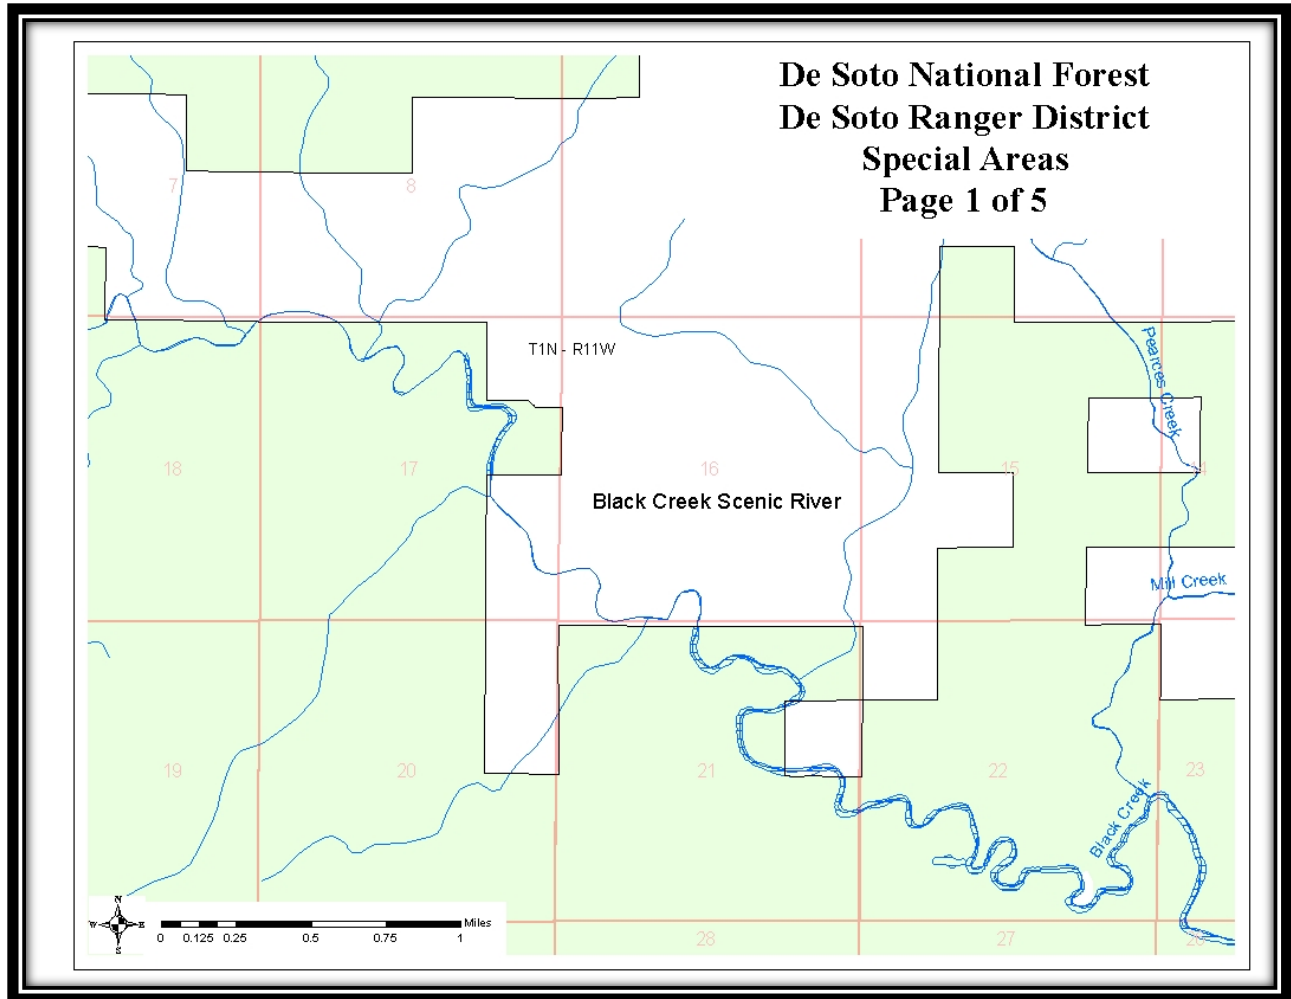 De Soto National Forest
De Soto Ranger District
Special Areas
Page 1 of 5
7
8
T1N - R11W
Pearces Creek
18
17
16
15
14
Black Creek Scenic River
Mill Creek
19
20
21
22
23
Black Creek
N
W E
S
Miles
0 0.125 0.25 0.5 0.75 1
28
27
26